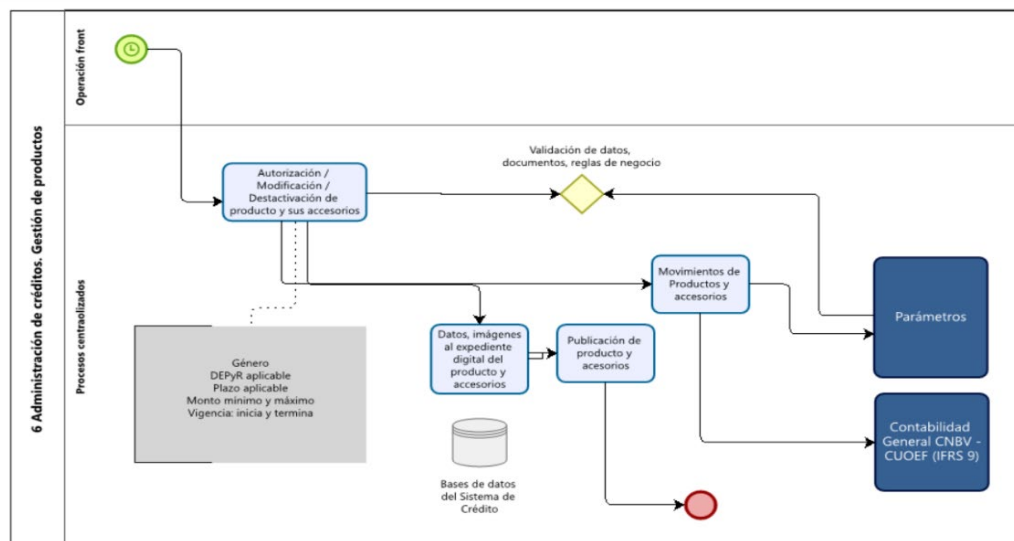 6 Administración de créditos. Gestión de productos
Operación front
Procesos centraolizados
Autorización /
Modificación /
Destactivación de
producto y sus accesorios
Validación de datos,
documentos, reglas de negocio
Movimientos de
Productos y
accesorios
Parámetros
Género
DEPyR aplicable
Plazo aplicable
Monto mínimo y máximo
Vigencia: inicia y termina
Datos, imágenes
al expediente
digital del
producto y
accesorios
Publicación de
producto y
acesorios
Contabilidad
General CNBV -
CUOEF (IFRS 9)
Bases de datos
del Sistema de
Crédito